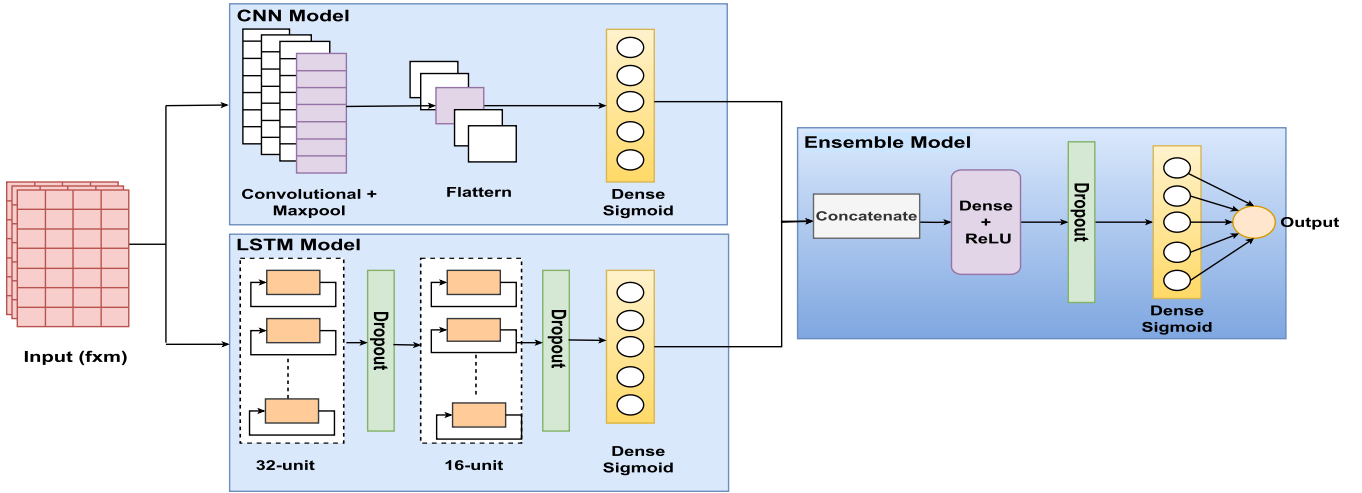 CNN Model
Convolutional +
Maxpool
Flattern
Dense
Sigmoid
Input (fxm)
LSTM Model
Dropout
Dropout
32-unit
16-unit
Dense
Sigmoid
Ensemble Model
Concatenate
Dense
+
ReLU
Dropout
Dense
Sigmoid
Output